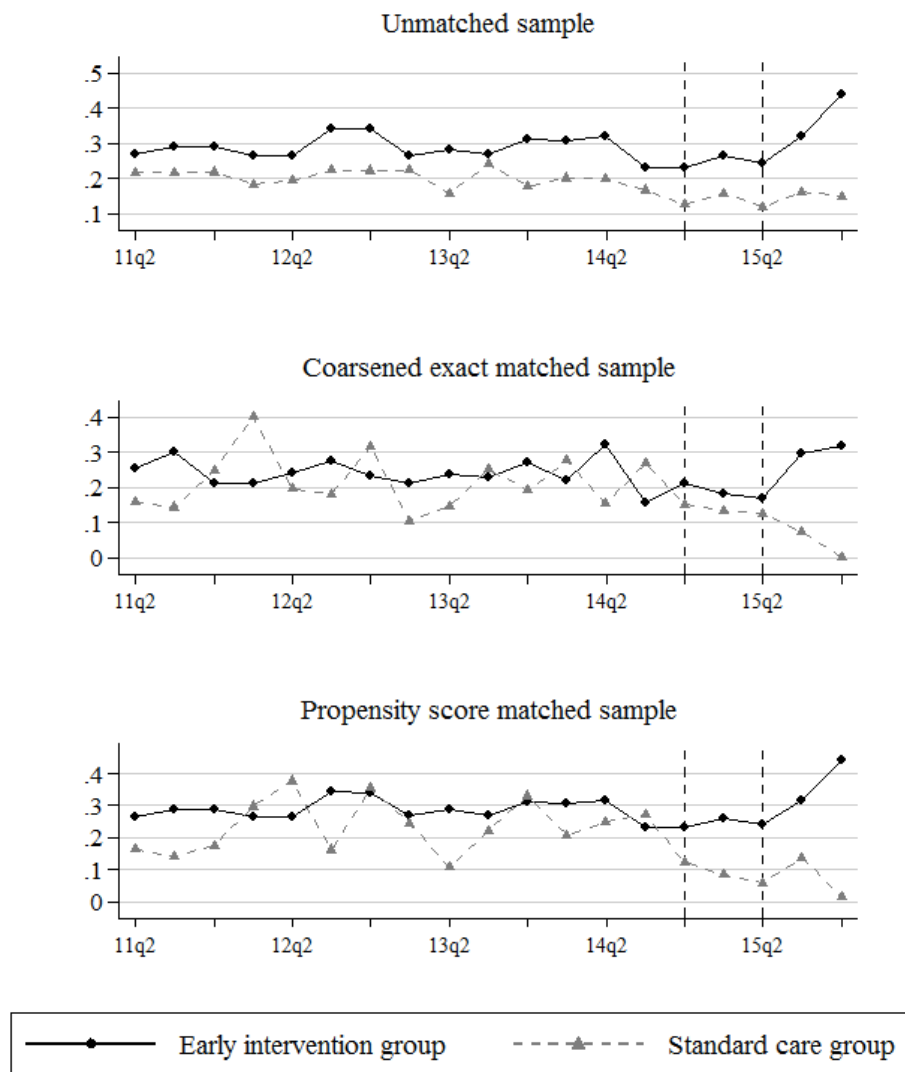 Unmatched sample
.5
.4
.3
.2
.1
11q2 12q2 13q2 14q2 15q2
Coarsened exact matched sample
.4
.3
.2
.1
0
11q2 12q2 13q2 14q2 15q2
Propensity score matched sample
.4
.3
.2
.1
0
11q2 12q2 13q2 14q2 15q2
Early intervention group Standard care group